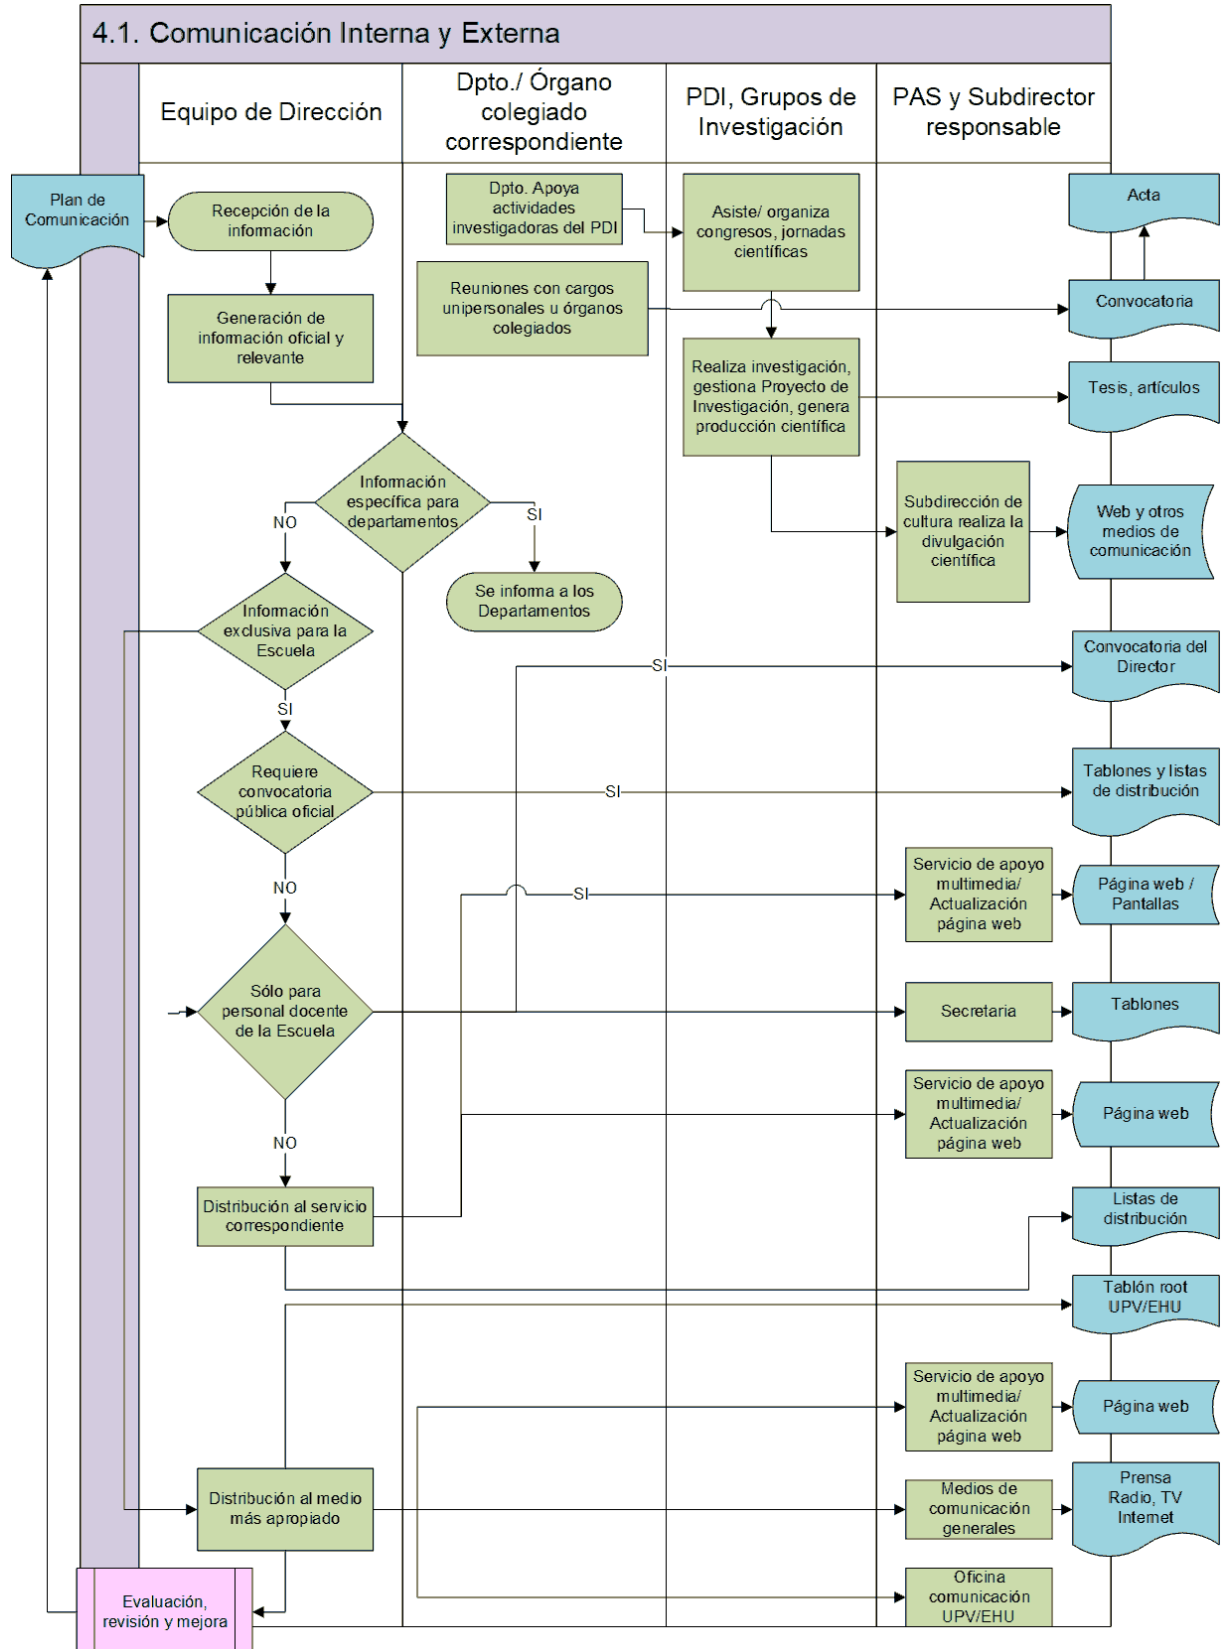 4.1. Comunicación Interna y Externa
Equipo de Dirección
Dpto./ Órgano
colegiado
correspondiente
PDI, Grupos de
Investigación
PAS y Subdirector
responsable
Plan de
Comunicación
Recepción de la
información
Dpto. Apoya
actividades
investigadoras del PDI
Asiste/ organiza
congresos, jornadas
científicas
Acta
Generación de
información oficial y
relevante
Reuniones con cargos
unipersonales u órganos
colegiados
Convocatoria
Realiza investigación,
gestiona Proyecto de
Investigación, genera
producción científica
Tesis, artículos
Información
específica para
departamentos
NO
SI
Subdirección de
cultura realiza la
divulgación
científica
Web y otros
medios de
comunicación
Se informa a los
Departamentos
Información
exclusiva para la
Escuela
SI
SI
Convocatoria del
Director
Requiere
convocatoria
pública oficial
SI
Tablones y listas
de distribución
NO
SI
Servicio de apoyo
multimedia/
Actualización
página web
Página web /
Pantallas
Sólo para
personal docente
de la Escuela
Secretaria
Tablones
NO
Servicio de apoyo
multimedia/
Actualización
página web
Página web
Distribución al servicio
correspondiente
Listas de
distribución
Tablón root
UPV/EHU
Servicio de apoyo
multimedia/
Actualización
página web
Página web
Distribución al medio
más apropiado
Medios de
comunicación
generales
Prensa
Radio, TV
Internet
Evaluación,
revisión y mejora
Oficina
comunicación
UPV/EHU